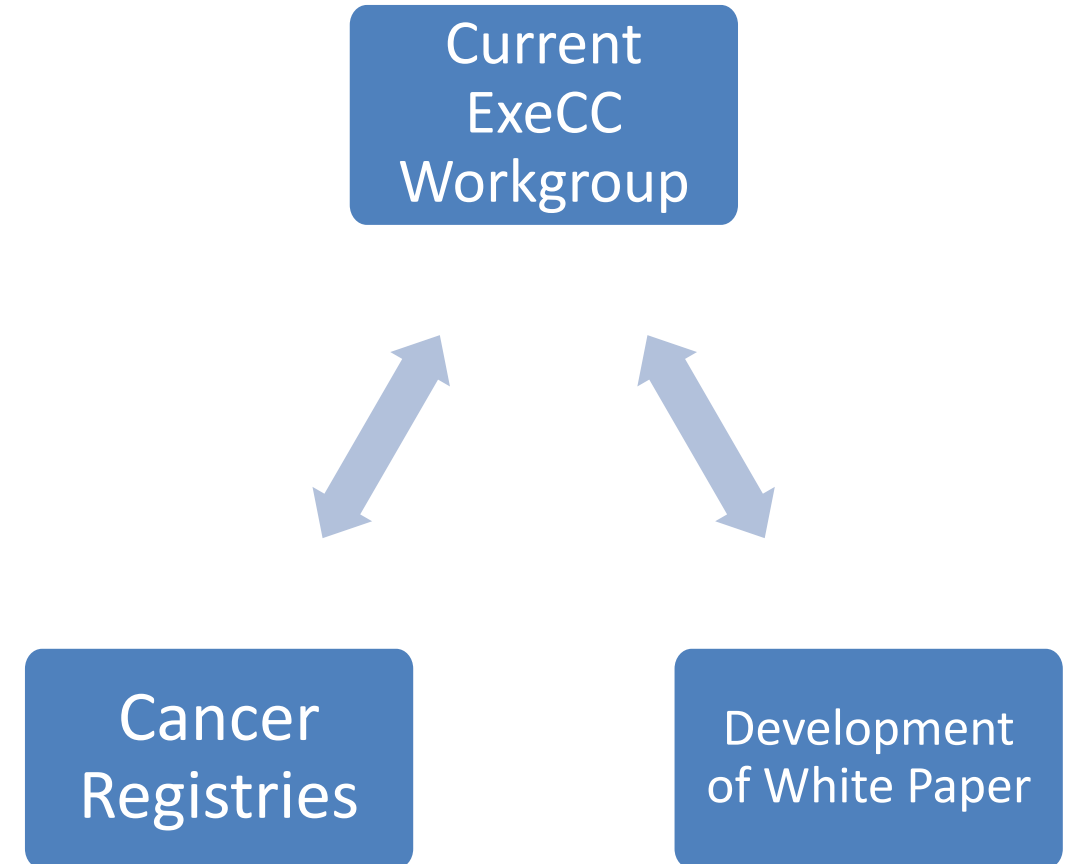 Current
ExeCC
Workgroup
Cancer
Registries
Development
of White Paper